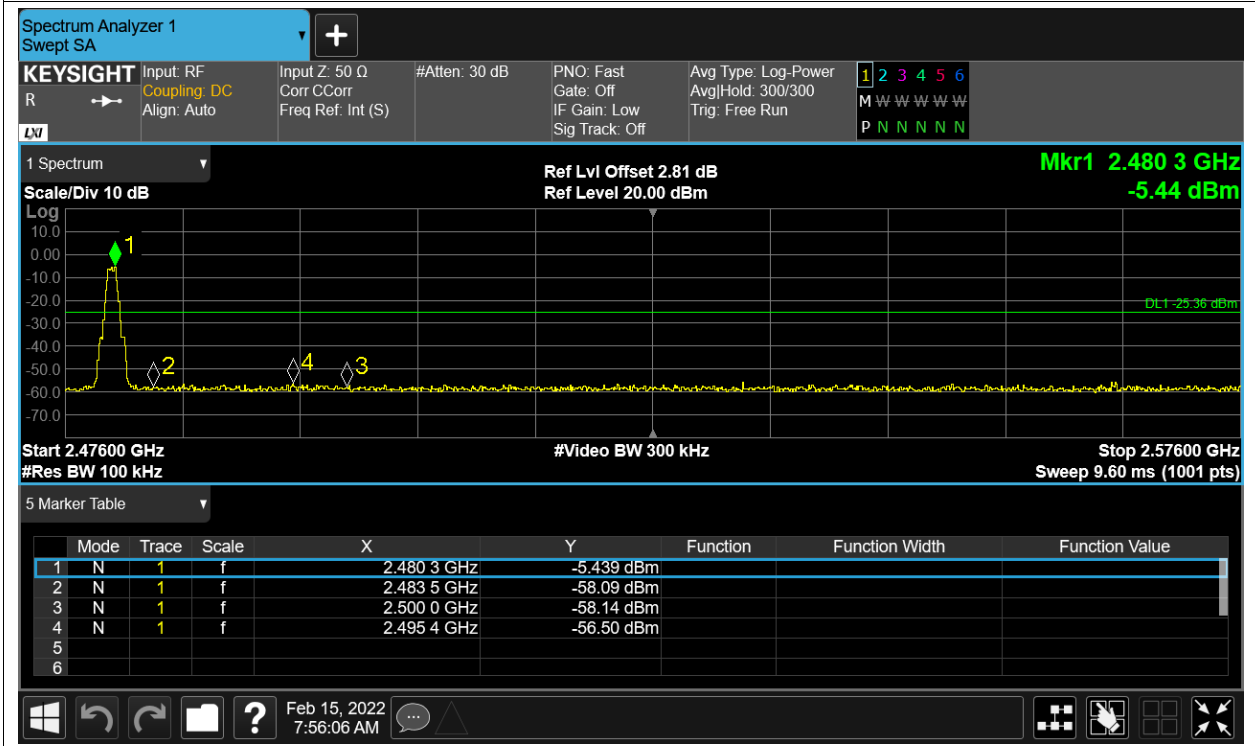 Spectrum Analyzer 1
Swept SA
+
KEYSIGHT Input: RF Input Z: 50 Ω #Atten: 30 dB PNO: Fast Avg Type: Log-Power 1 2 3 4 5 6
R Coupling: DC Corr CCorr Gate: Off Avg|Hold: 300/300 M W W W W W
Align: Auto Freq Ref: Int (S) IF Gain: Low Trig: Free Run
LXI Sig Track: Off P N N N N N
1 Spectrum Ref Lvl Offset 2.81 dB Mkr1 2.480 3 GHz
Scale/Div 10 dB Ref Level 20.00 dBm -5.44 dBm
Log
10.0
1
0.00
-10.0
-20.0
DL1 -25.36 dBm
-30.0
-40.0
2 4 3
-50.0
-60.0
-70.0
Start 2.47600 GHz #Video BW 300 kHz Stop 2.57600 GHz
#Res BW 100 kHz Sweep 9.60 ms (1001 pts)
5 Marker Table
Mode Trace Scale X Y Function Function Width Function Value
1 N 1 f 2.480 3 GHz -5.439 dBm
2 N 1 f 2.483 5 GHz -58.09 dBm
3 N 1 f 2.500 0 GHz -58.14 dBm
4 N 1 f 2.495 4 GHz -56.50 dBm
5
6
? Feb 15, 2022
7:56:06 AM